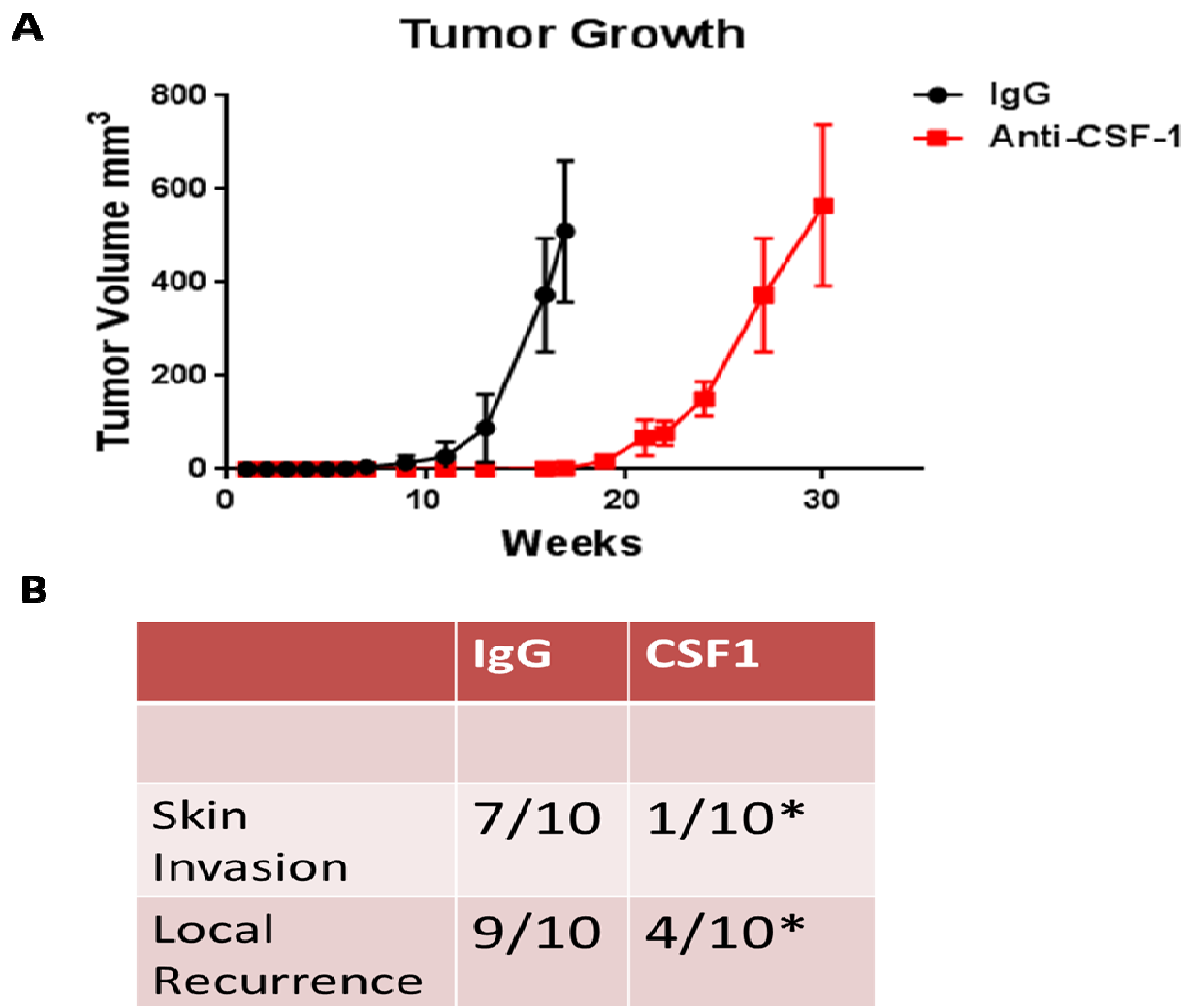 A
Tumor Growth
Tumor Volume mm³
800
600
400
200
0
0 10 20 30
Weeks
IgG
Anti-CSF-1
B
IgG CSF1
Skin 7/10 1/10*
Invasion
Local 9/10 4/10*
Recurrence